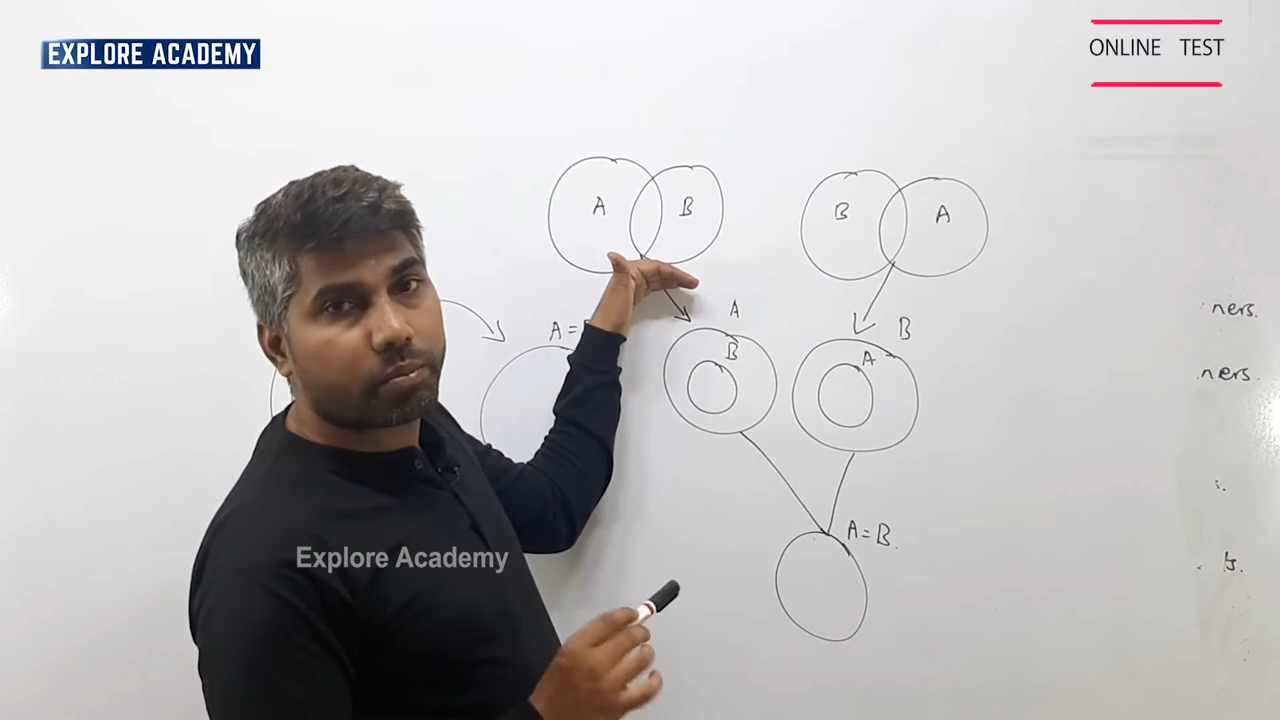 EXPLORE ACADEMY
ONLINE TEST
A B
B A
A
B
A =
B
A
ners.
ners.
A=B.
Explore Academy